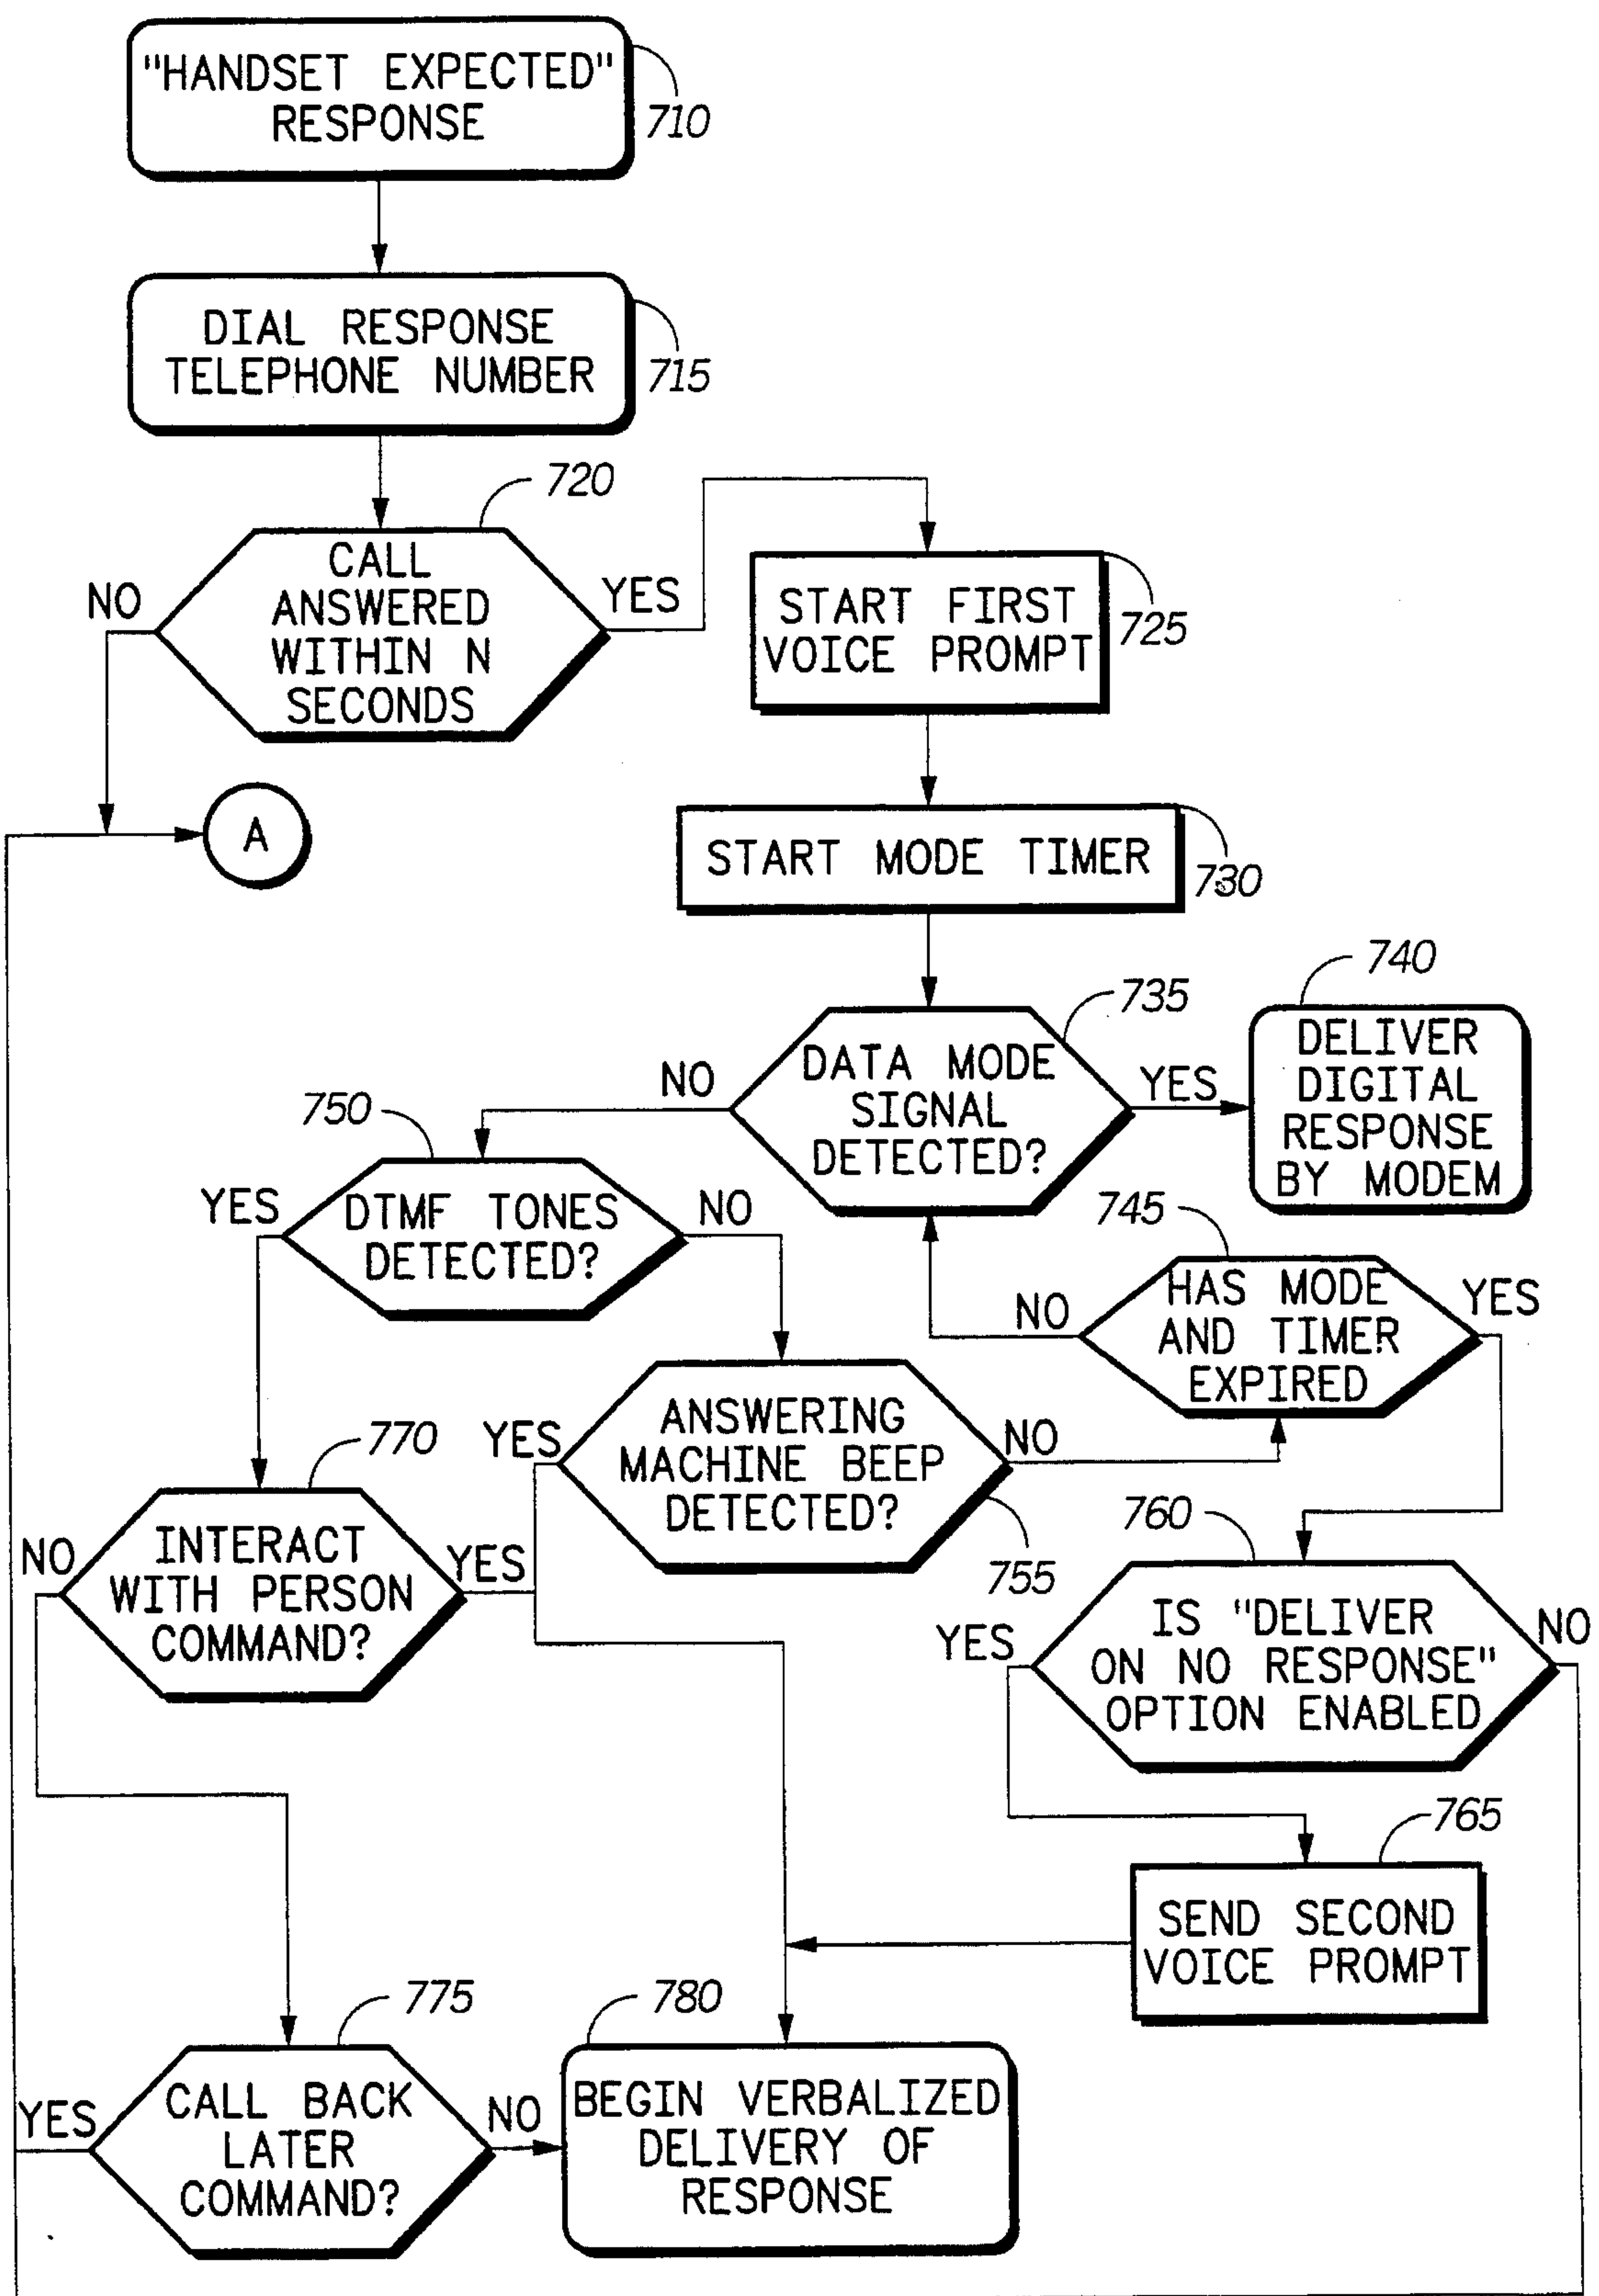 "HANDSET EXPECTED"
RESPONSE
710
DIAL RESPONSE
TELEPHONE NUMBER
715
720
CALL
ANSWERED
WITHIN N
SECONDS
NO
YES
START FIRST
VOICE PROMPT
725
A
START MODE TIMER
730
735
DATA MODE
SIGNAL
DETECTED?
NO
YES
740
DELIVER
DIGITAL
RESPONSE
BY MODEM
750
DTMF TONES
DETECTED?
YES
NO
745
HAS MODE
AND TIMER
EXPIRED
NO
YES
ANSWERING
MACHINE BEEP
DETECTED?
YES
NO
755
770
INTERACT
WITH PERSON
COMMAND?
NO
YES
760
IS "DELIVER
ON NO RESPONSE"
OPTION ENABLED
YES
NO
765
SEND SECOND
VOICE PROMPT
775
CALL BACK
LATER
COMMAND?
YES
NO
780
BEGIN VERBALIZED
DELIVERY OF
RESPONSE